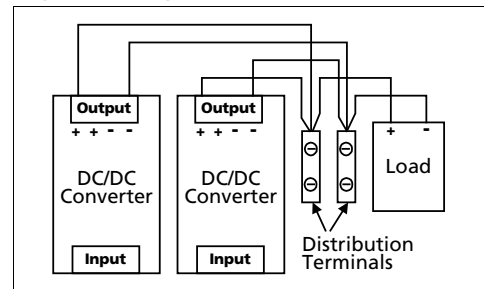 Output
+ + - -
DC/DC
Converter
Input
Output
+ + - -
DC/DC
Converter
Input
Distribution
Terminals
+ -
Load